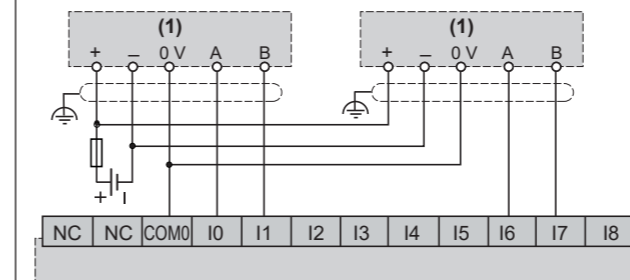 (1) (1)
+ – 0 V A B + – 0 V A B
+ I
NC NC COM0 I0 I1 I2 I3 I4 I5 I6 I7 I8